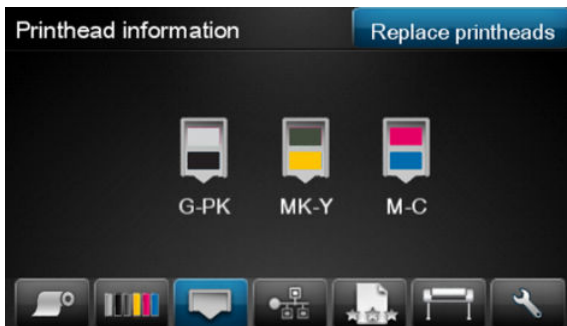 Printhead information
Replace printheads
G-PK
MK-Y
M-C